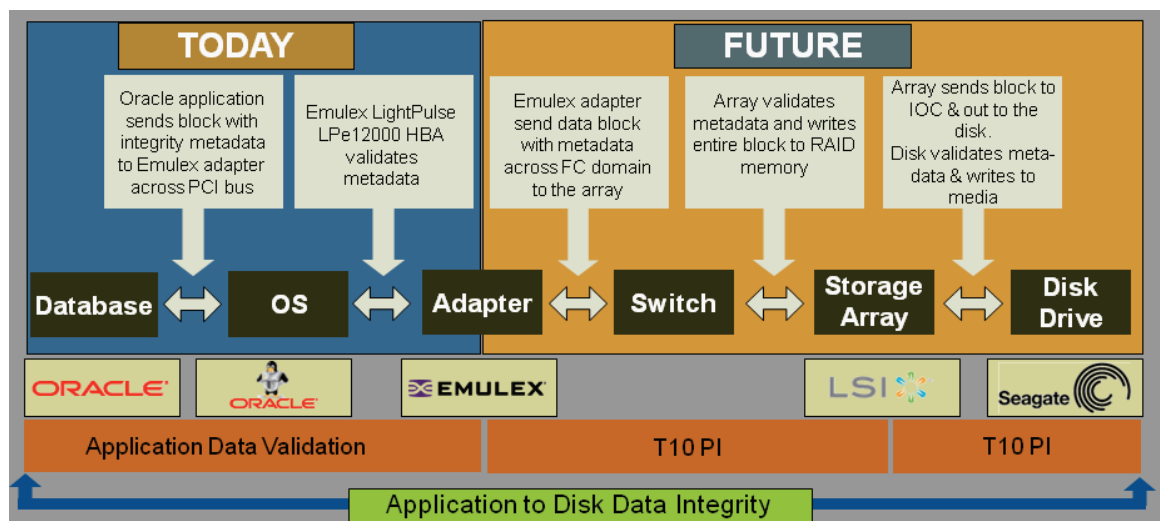 TODAY
FUTURE
Oracle application
sends block with
integrity metadata
to Emulex adapter
across PCI bus
Emulex LightPulse
LPe12000 HBA
validates
metadata
Emulex adapter
send data block
with metadata
across FC domain
to the array
Array validates
metadata and writes
entire block to RAID
memory
Array sends block to
IOC & out to the
disk.
Disk validates meta-
data & writes to
media
Database
OS
Adapter
Switch
Storage
Array
Disk
Drive
ORACLE
ORACLE
EMULEX
LSI
Seagate
Application Data Validation
T10 PI
T10 PI
Application to Disk Data Integrity